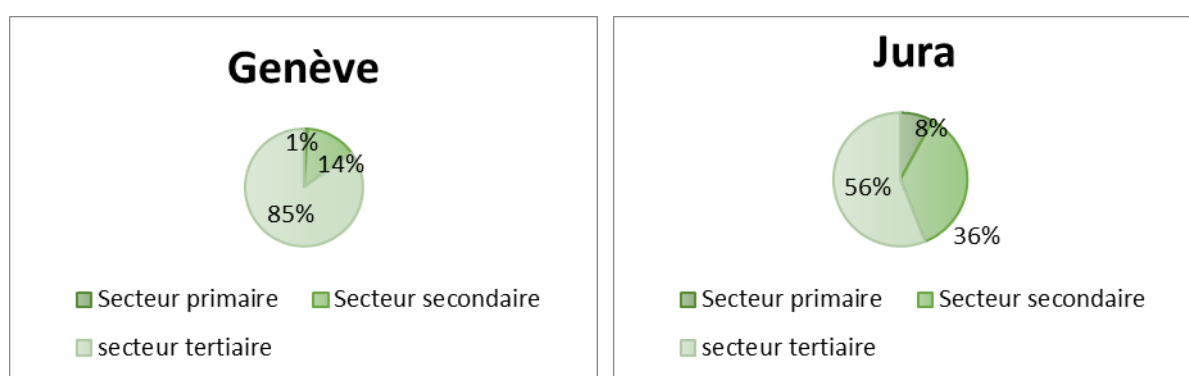 Genève
1%
14%
85%
Secteur primaire
Secteur secondaire
secteur tertiaire
Jura
8%
56%
36%
Secteur primaire
Secteur secondaire
secteur tertiaire